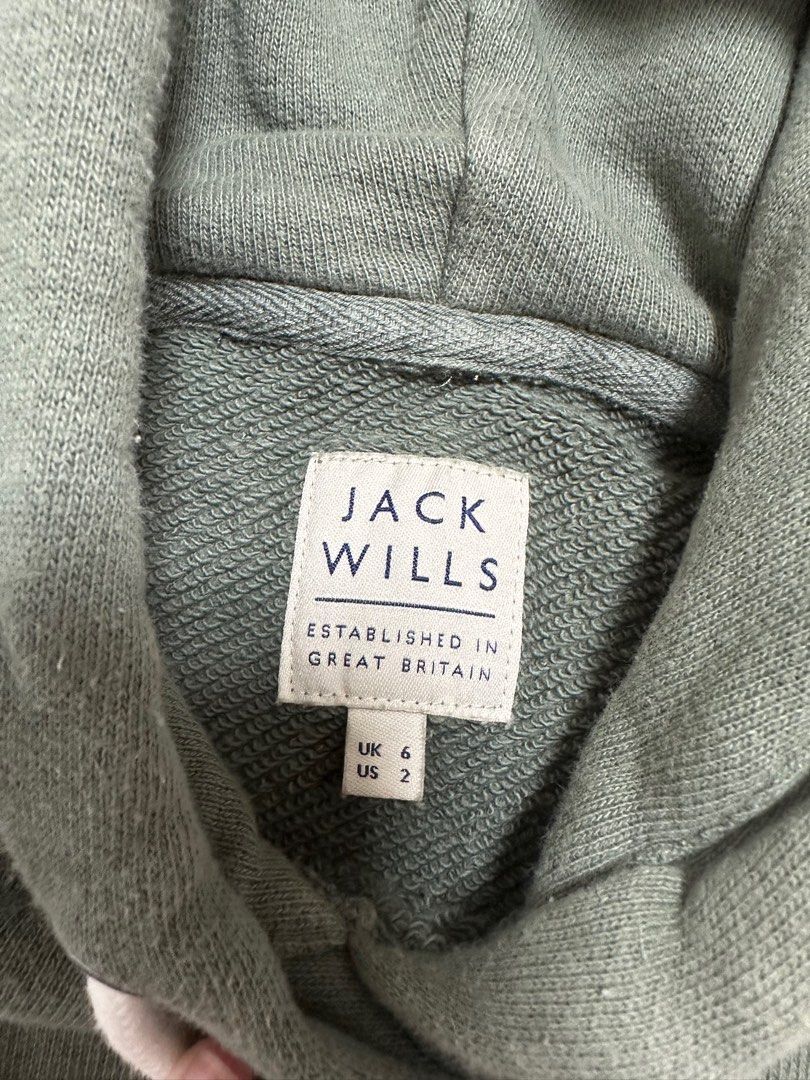 JACK
WILLS
ESTABLISHED IN
GREAT BRITAIN
UK 6
US 2